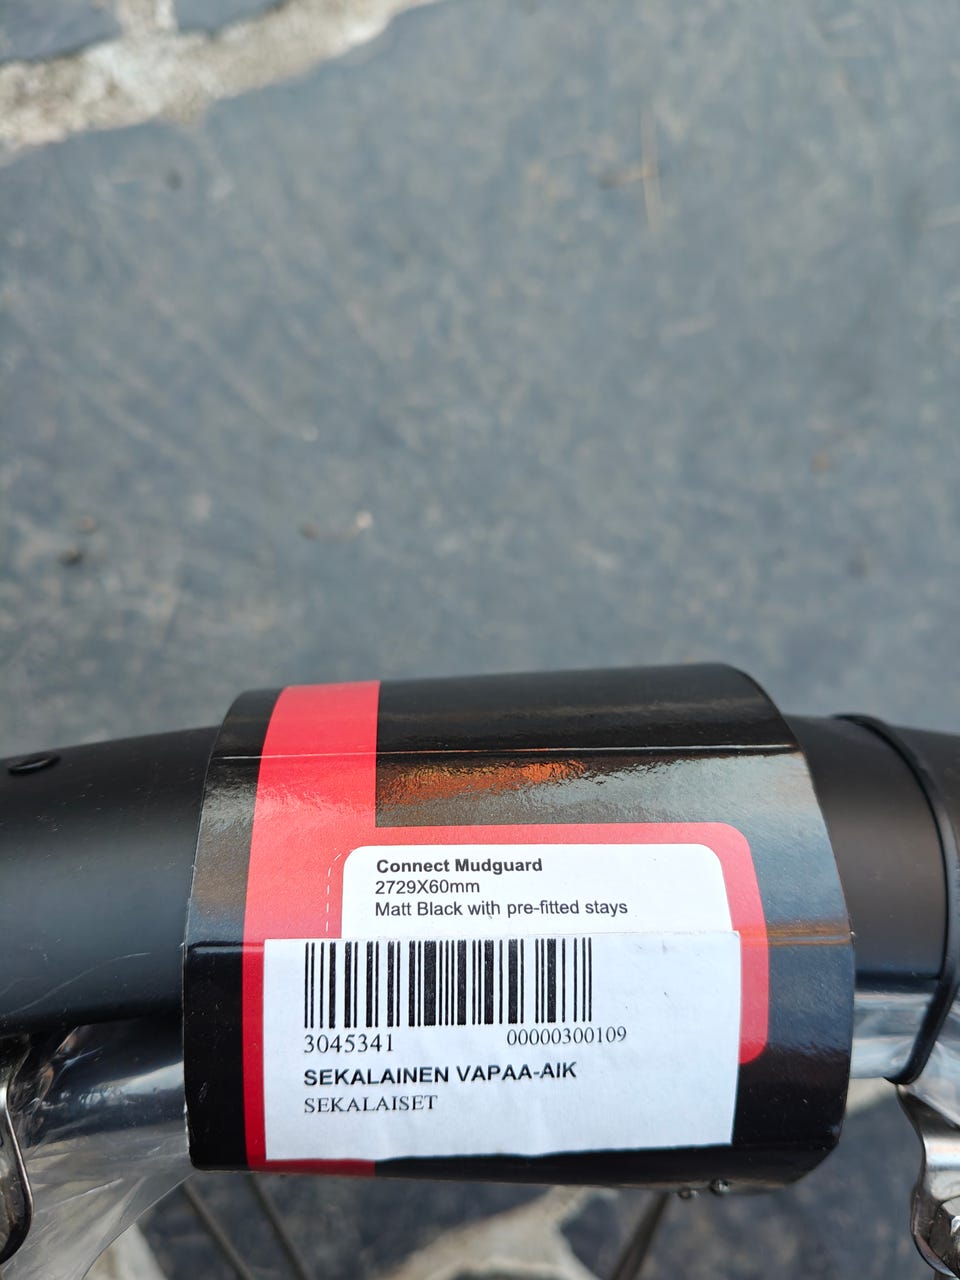 Connect Mudguard
2729X60mm
Matt Black with pre-fitted stays
3045341 00000300109
SEKALAINEN VAPAA-AIK
SEKALAISET